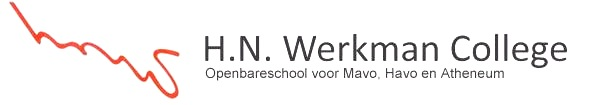 H.N. Werkman College
Openbareschool voor Mavo, Havo en Atheneum